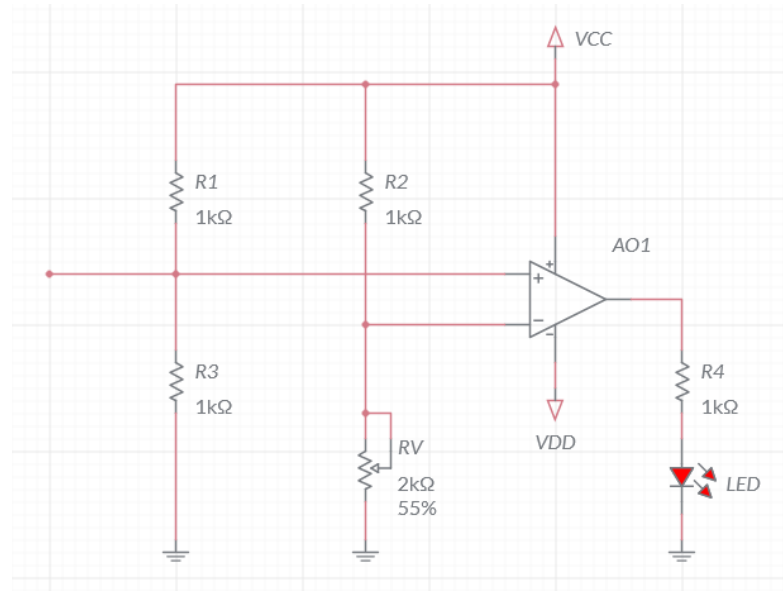 VCC
R1
1kΩ
R2
1kΩ
AO1
+
+
−
−
R3
1kΩ
R4
1kΩ
VDD
RV
2kΩ
55%
LED